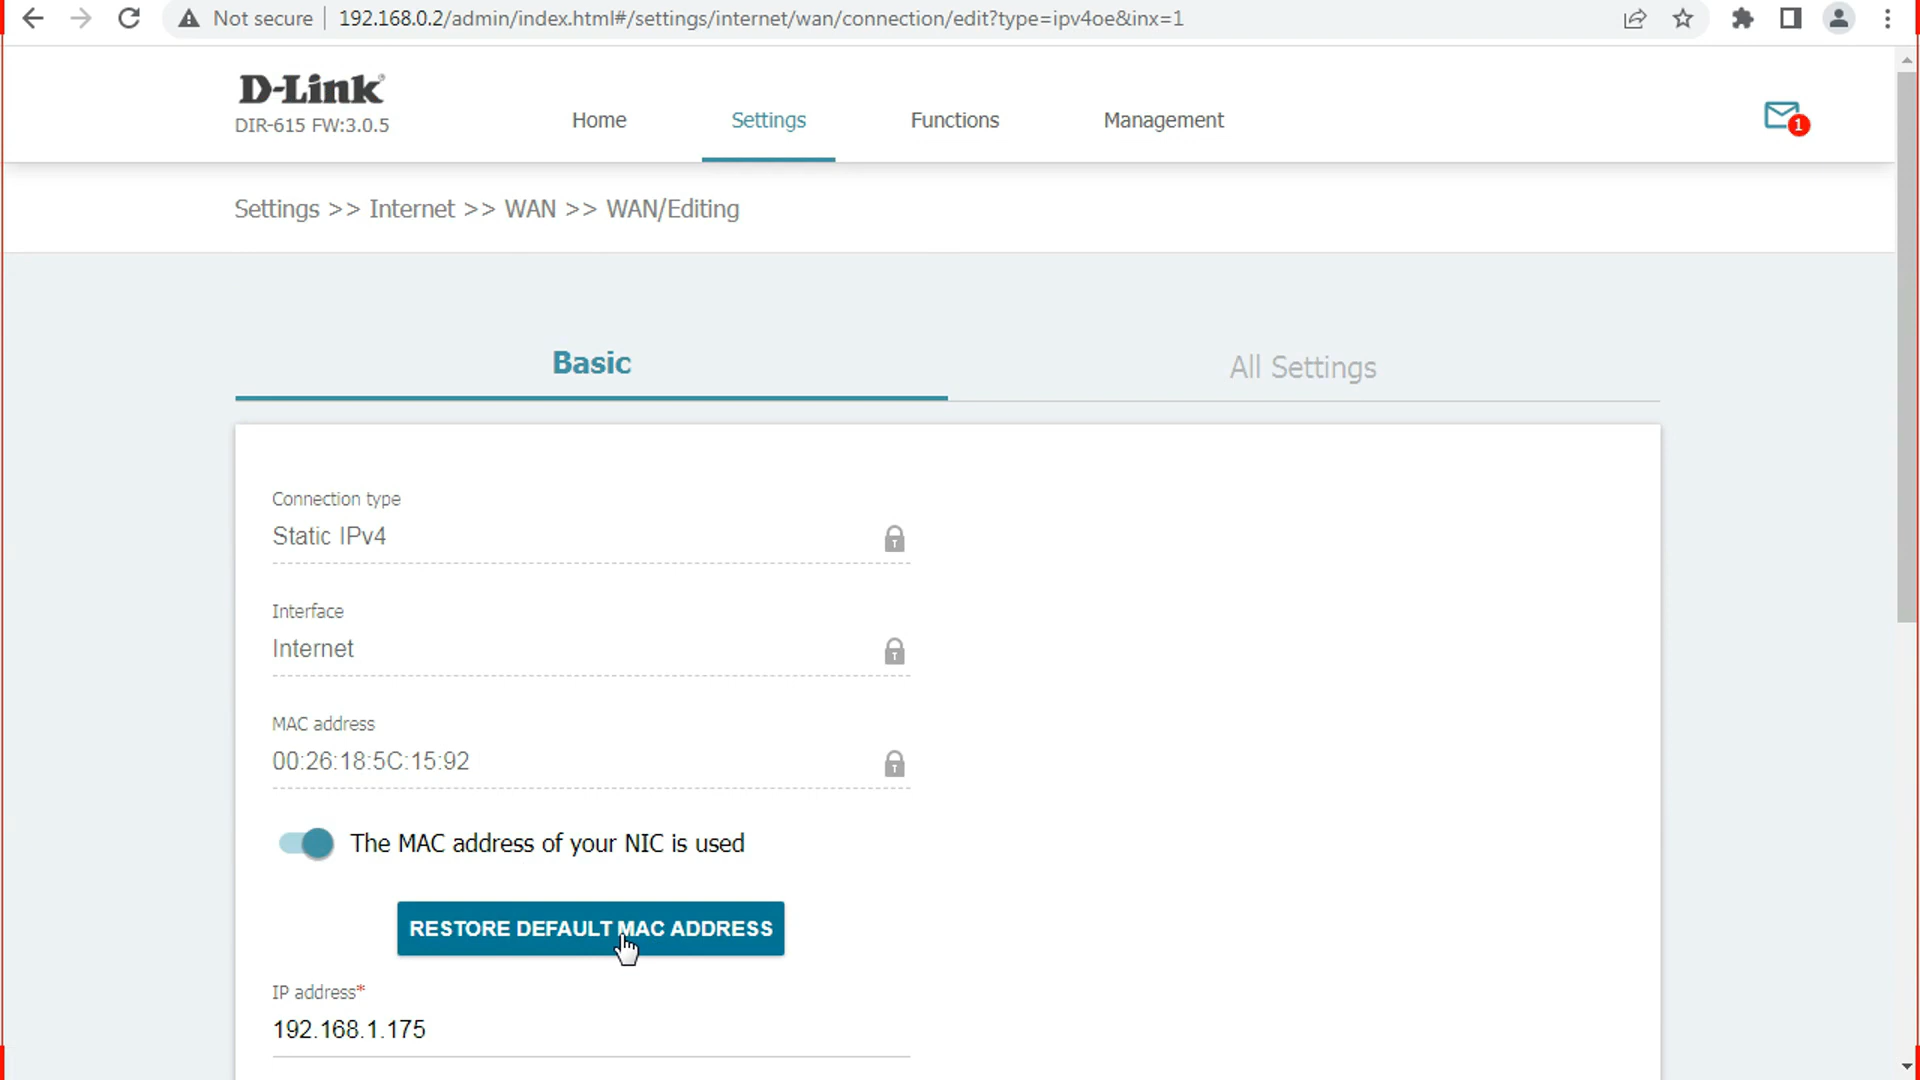 Not secure
192.168.0.2/admin/index.html#/settings/internet/wan/connection/edit?type=ipv4oe&inx=1
D-Link
DIR-615 FW:3.0.5
Home
Settings
Functions
Management
1
Settings >> Internet >> WAN >> WAN/Editing
Basic
All Settings
Connection type
Static IPv4
Interface
Internet
MAC address
00:26:18:5C:15:92
The MAC address of your NIC is used
RESTORE DEFAULT MAC ADDRESS
IP address*
192.168.1.175